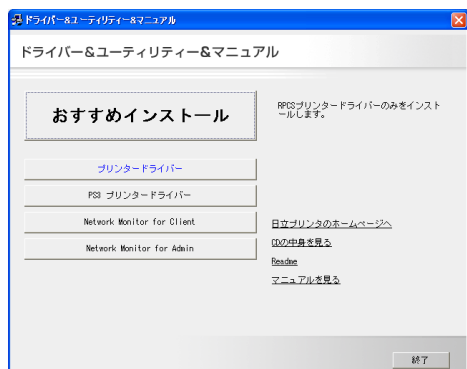 ドライバー&ユーティリティー&マニュアル
ドライバー&ユーティリティー&マニュアル
おすすめインストール
RPCSプリンタードライバーのみをインスト
ールします。
プリンタードライバー
PS3 プリンタードライバー
Network Monitor for Client
Network Monitor for Admin
日立プリンタのホームページへ
CDの中身を見る
Readme
マニュアルを見る
終了